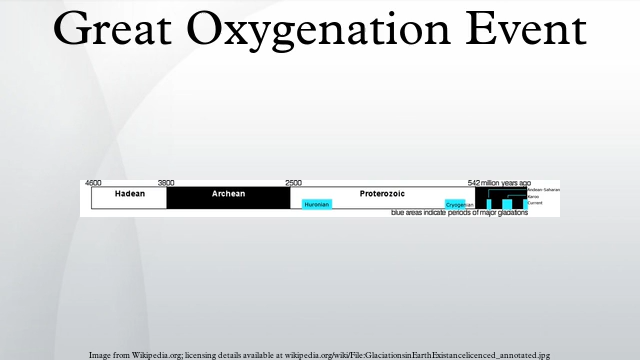 Great Oxygenation Event
4600 3800 2500 542 million years ago
Hadean Archean Proterozoic
Andean-Saharan
Karoo
Huronian Cryogenian Current
blue areas indicate periods of major glaciations
Image from Wikipedia.org; licensing details available at wikipedia.org/wiki/File:GlaciationsinEarthExistancelicenced_annotated.jpg